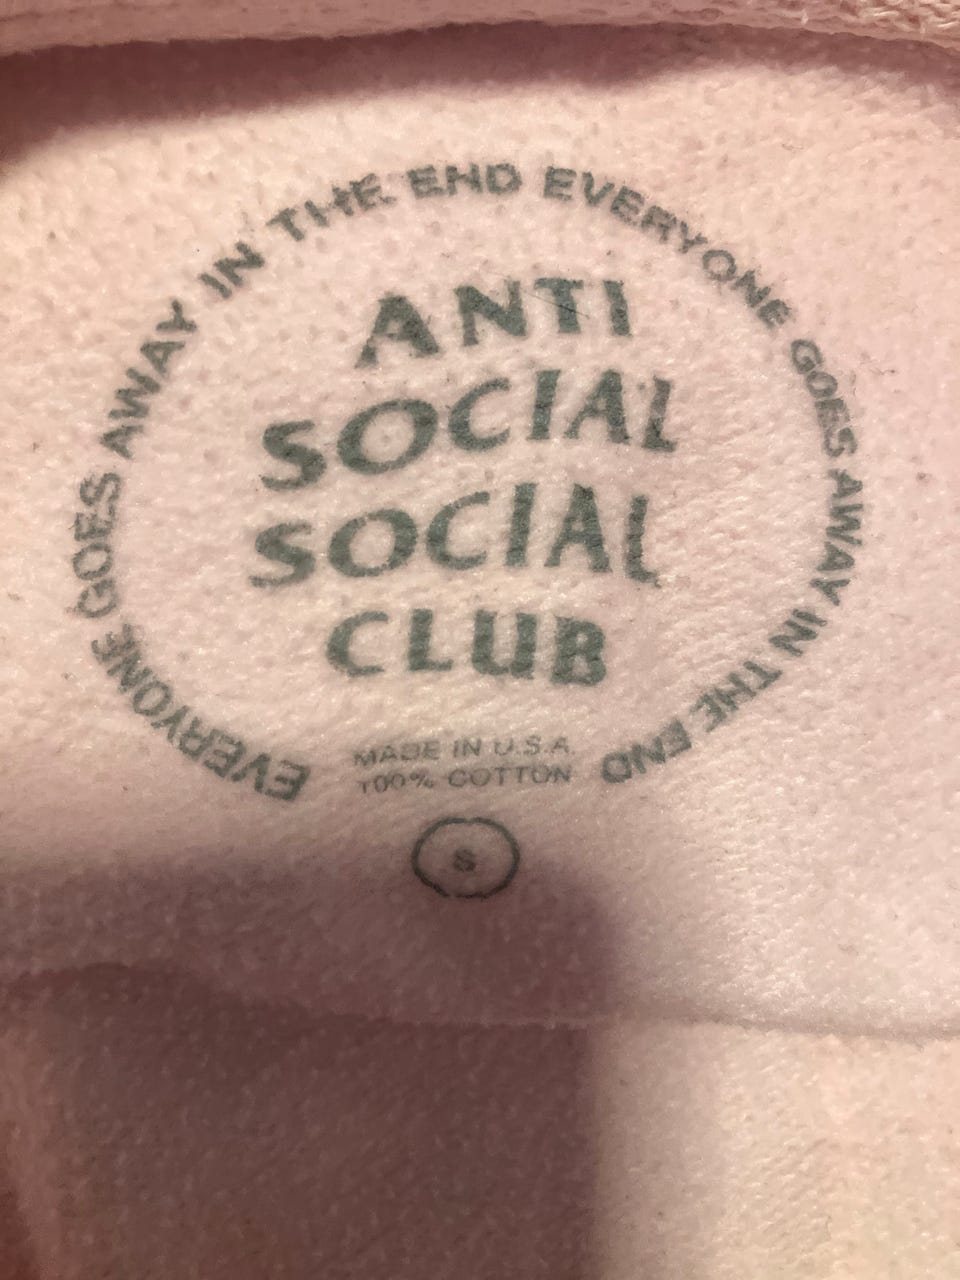 EVERYONE GOES AWAY IN THE END EVERYONE GOES AWAY IN THE END
ANTI
SOCIAL
SOCIAL
CLUB
MADE IN U.S.A.
100% COTTON
S